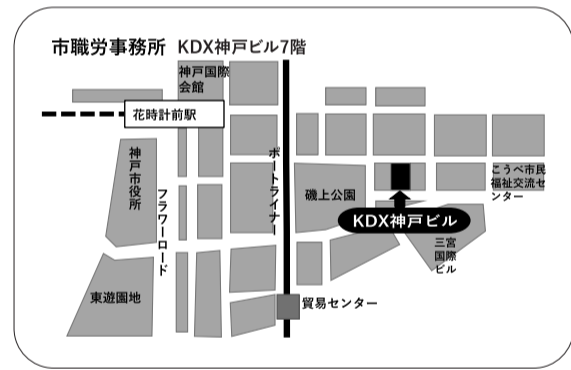 市職労事務所 KDX神戸ビル7階
神戸国際
会館
花時計前駅
神戸市役所
フラワーロード
ポートライナー
磯上公園
こうべ市民
福祉交流セ
ンター
KDX神戸ビル
三宮
国際
ビル
東遊園地
貿易センター